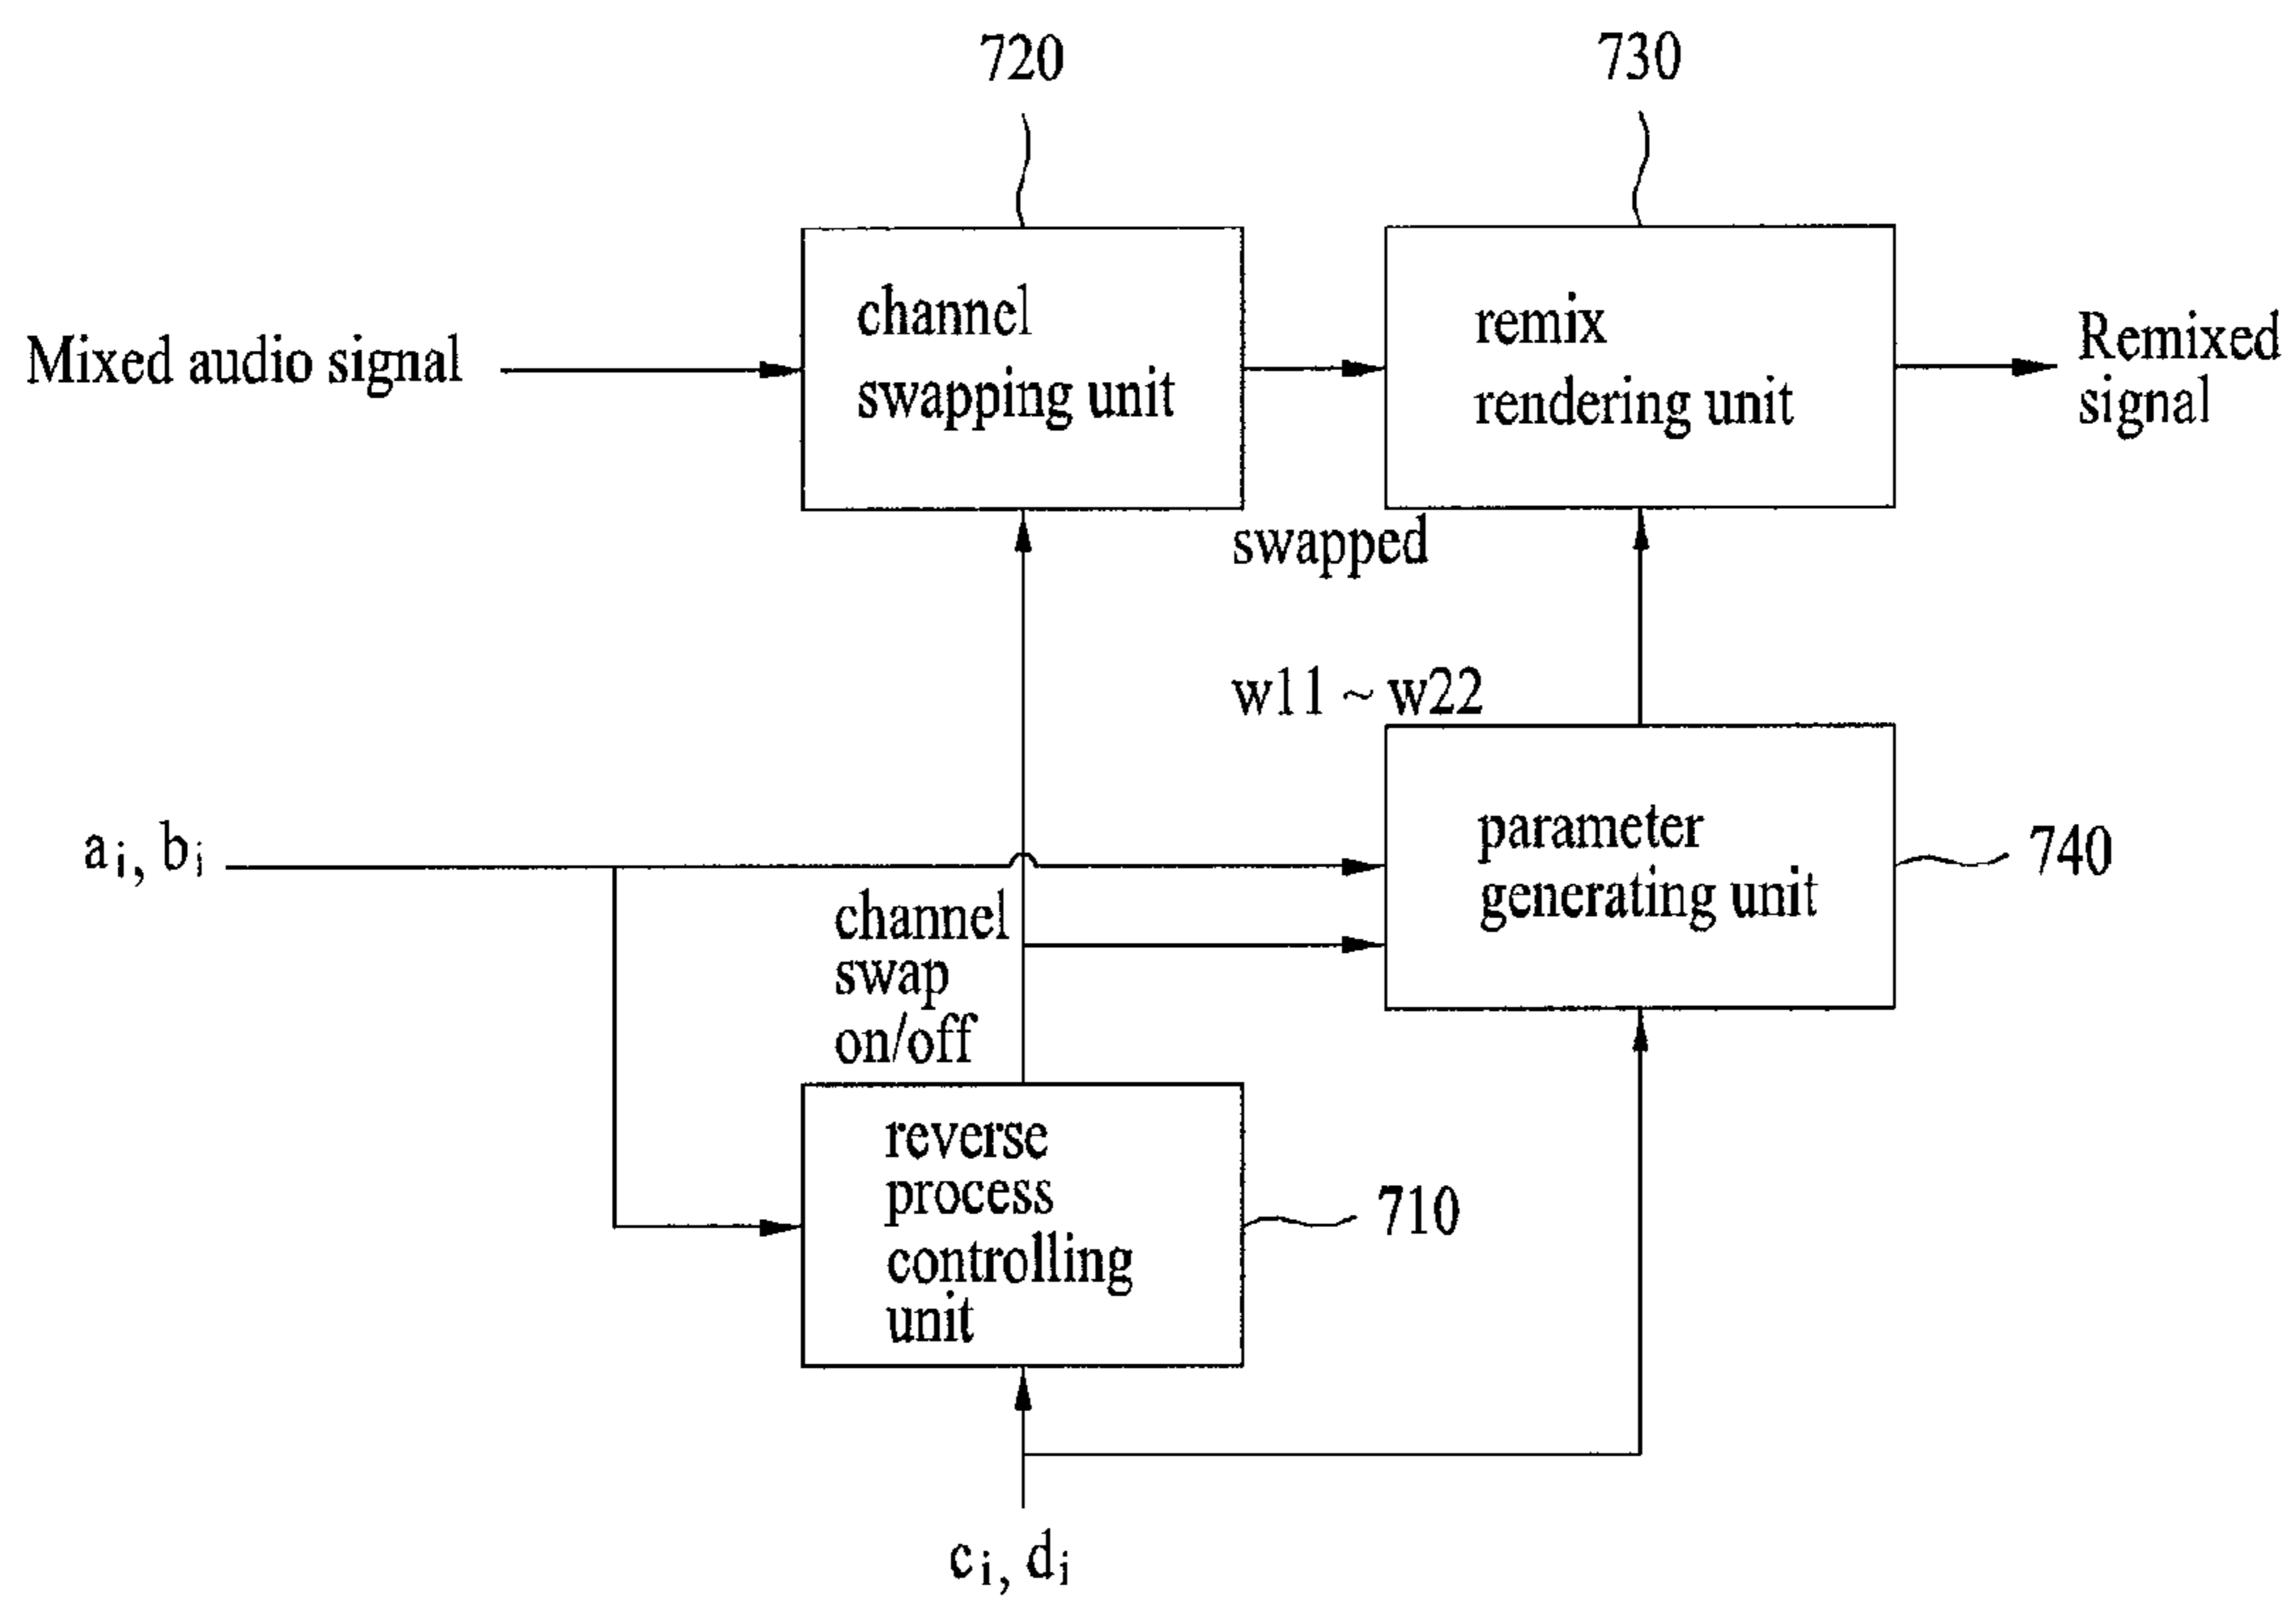 720
730
channel
swapping unit
remix
rendering unit
Mixed audio signal
Remixed
signal
swapped
w11 ~ w22
ai, bi
parameter
generating unit
740
channel
swap
on/off
reverse
process
controlling
unit
710
ci, di